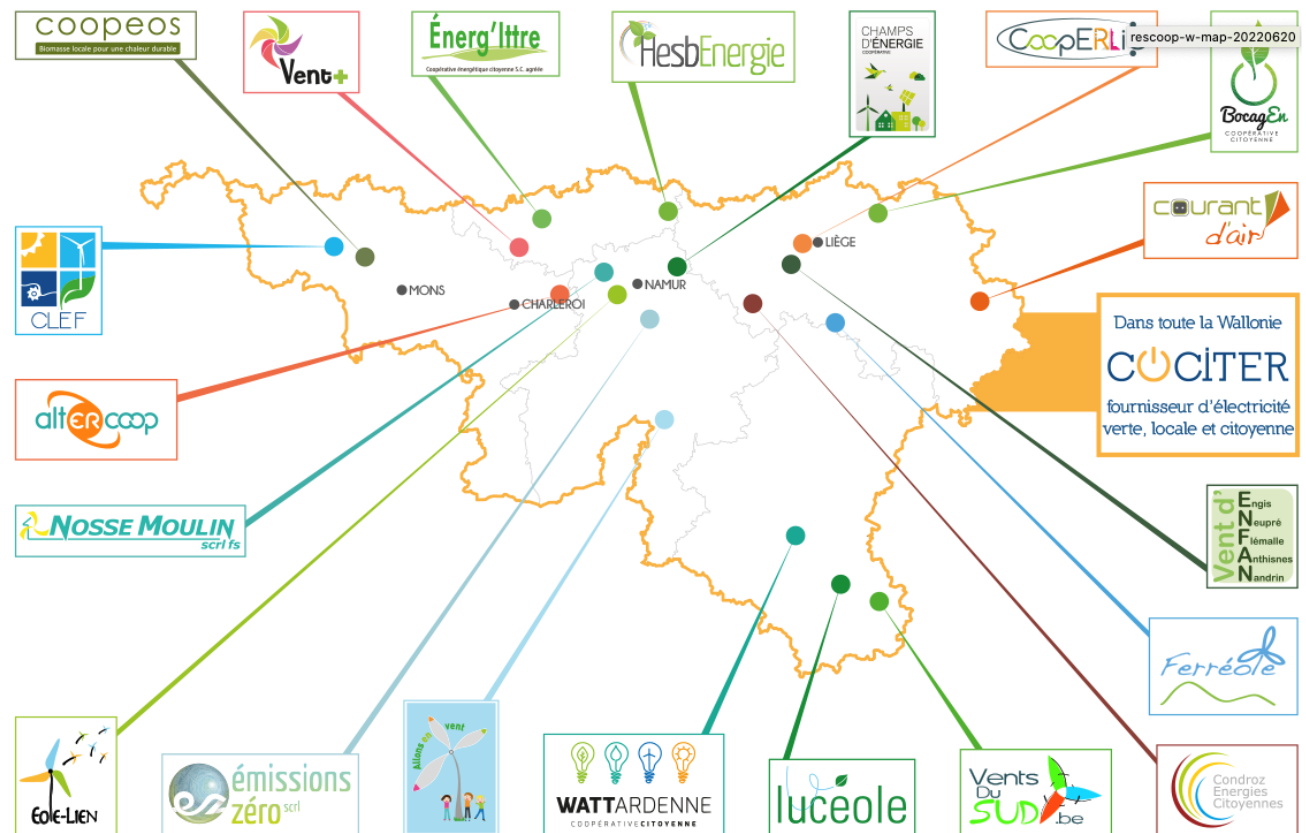 coopeos
Biomasse locale pour une chaleur durable
Vent+
Énerg'Ittre
Coopérative énergétique citoyenne S.C. agréée
HesbEnergie
CHAMPS
D'ÉNERGIE
COOPÉRATIVE
CoopERLi
rescoop-w-map-20220620
BocagEn
COOPÉRATIVE
CITOYENNE
courant
d'air
CLEF
MONS
CHARLEROI
NAMUR
LIÈGE
Dans toute la Wallonie
COCITER
fournisseur d'électricité
verte, locale et citoyenne
altercoop
NOSSE MOULIN
scrl fs
Vent d'
Engis
Neupré
Flémalle
Anthisnes
Nandrin
Ferréole
EOLE-LIEN
émissions
zéro scrl
Allons en vent
WATTARDENNE
COOPÉRATIVECITOYENNE
lucéole
Vents
Du
SUD.be
Condroz
Energies
Citoyennes